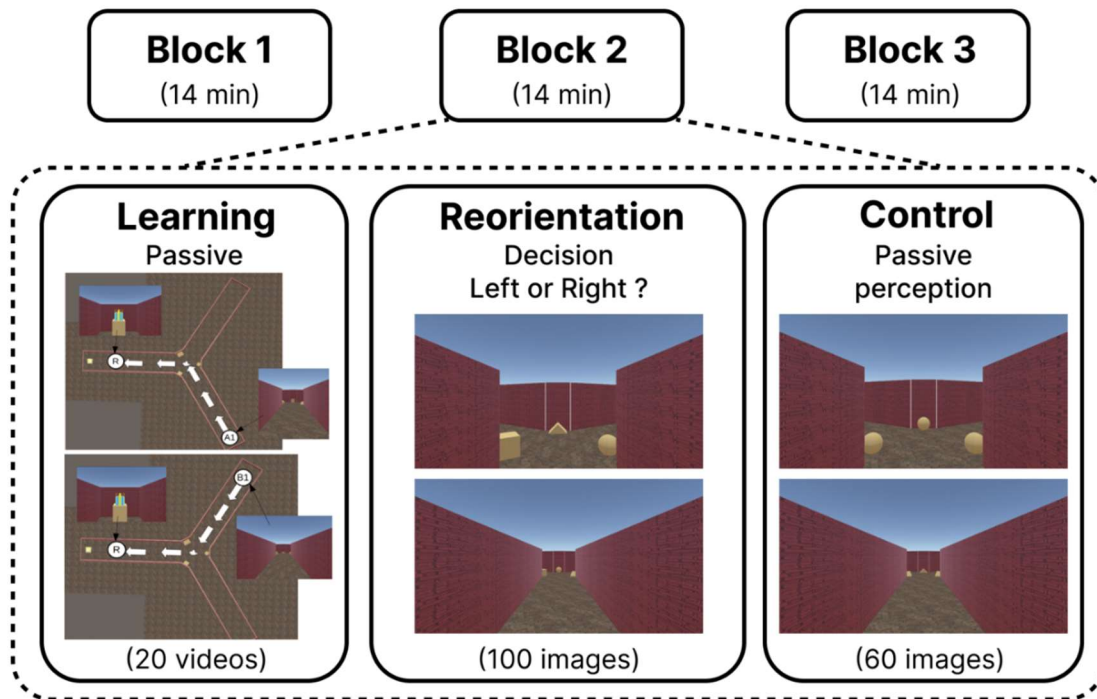 Block 1
(14 min)
Block 2
(14 min)
Block 3
(14 min)
Learning
Passive
R
A1
B1
R
(20 videos)
Reorientation
Decision
Left or Right ?
(100 images)
Control
Passive
perception
(60 images)